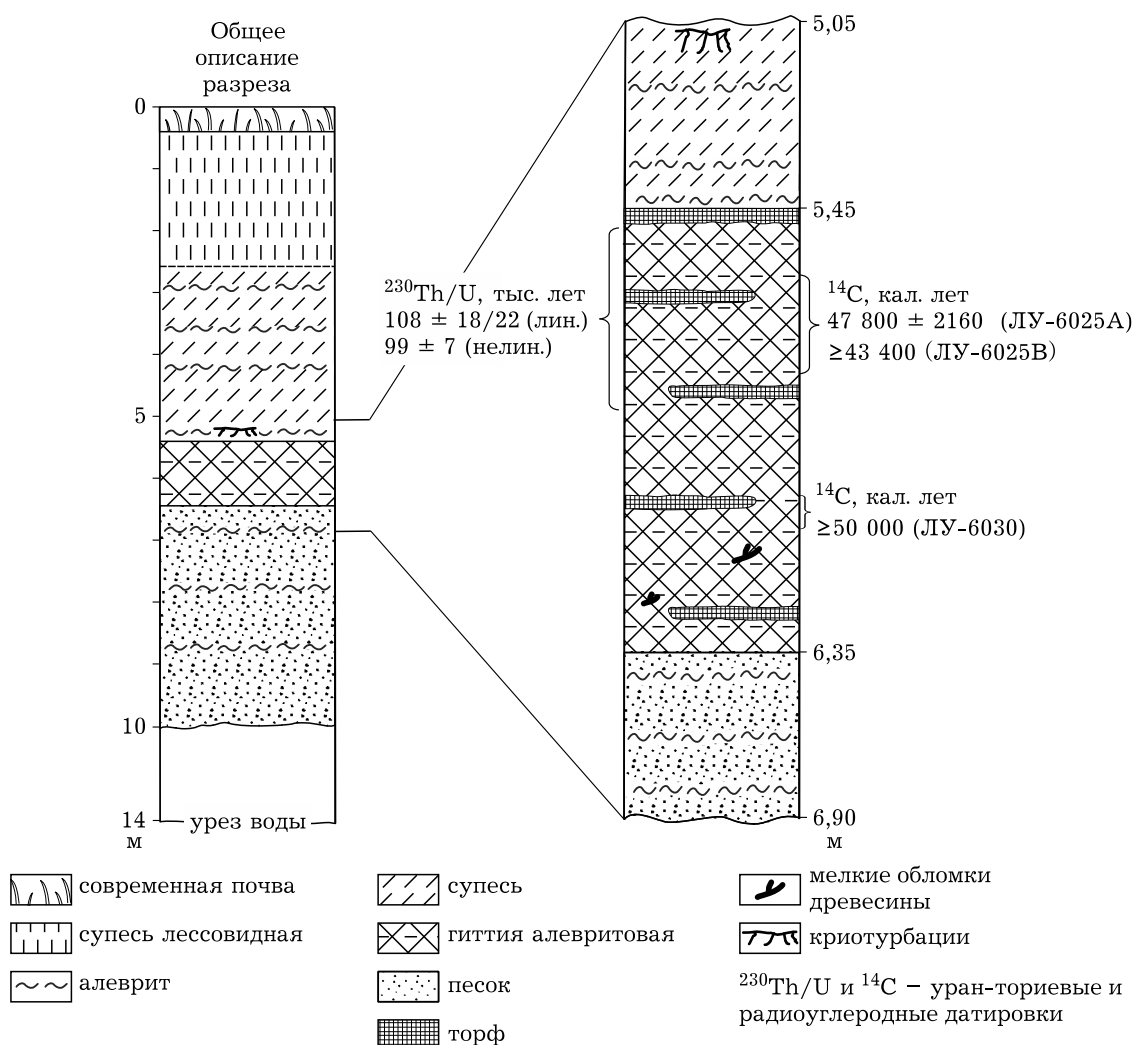 Общее
описание
разреза
0
5
10
14
м
урез воды
²³⁰Th/U, тыс. лет
108 ± 18/22 (лин.)
99 ± 7 (нелин.)
5,05
5,45
¹⁴C, кал. лет
47 800 ± 2160 (ЛУ-6025А)
≥43 400 (ЛУ-6025В)
¹⁴C, кал. лет
≥50 000 (ЛУ-6030)
6,35
6,90
м
современная почва
супесь лессовидная
алеврит
супесь
гиттия алевритовая
песок
торф
мелкие обломки
древесины
криотурбации
²³⁰Th/U и ¹⁴C – уран-ториевые и
радиоуглеродные датировки